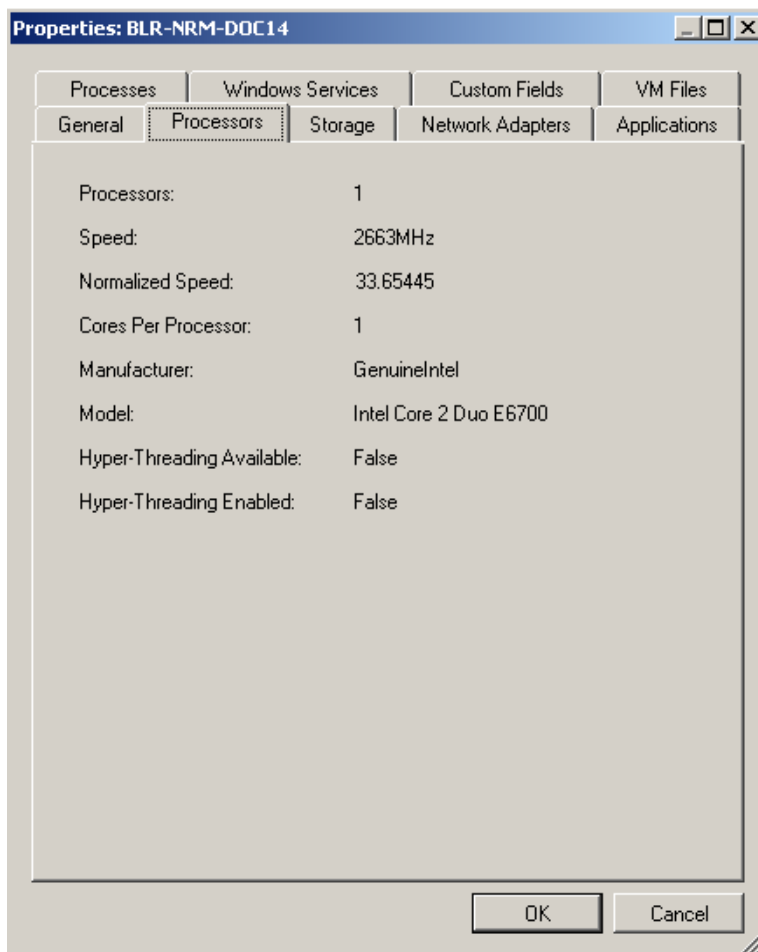 Properties: BLR-NRM-DOC14
Processes Windows Services Custom Fields VM Files
General Processors Storage Network Adapters Applications
Processors: 1
Speed: 2663MHz
Normalized Speed: 33.65445
Cores Per Processor: 1
Manufacturer: GenuineIntel
Model: Intel Core 2 Duo E6700
Hyper-Threading Available: False
Hyper-Threading Enabled: False
OK Cancel